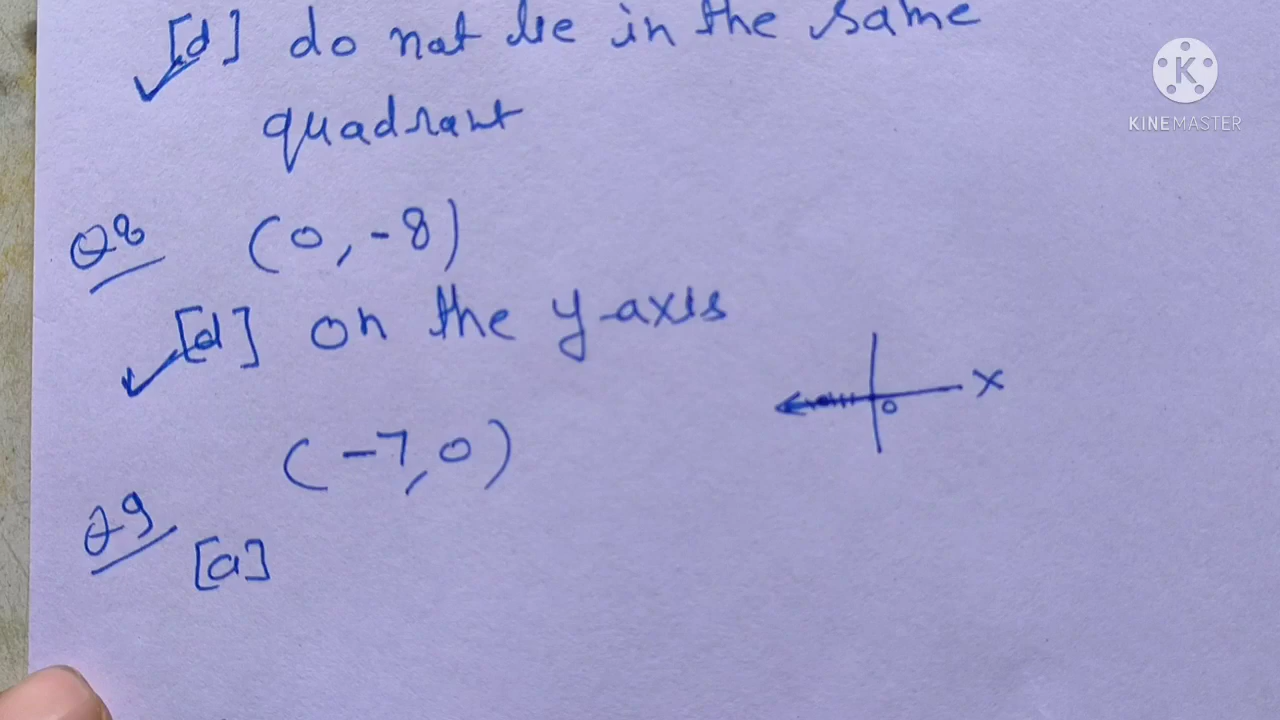 [d] do not lie in the same
quadrant
K
KINEMASTER
Q8 (0, -8)
[d] on the y axis
X
0
(-7, 0)
Q9
[a]